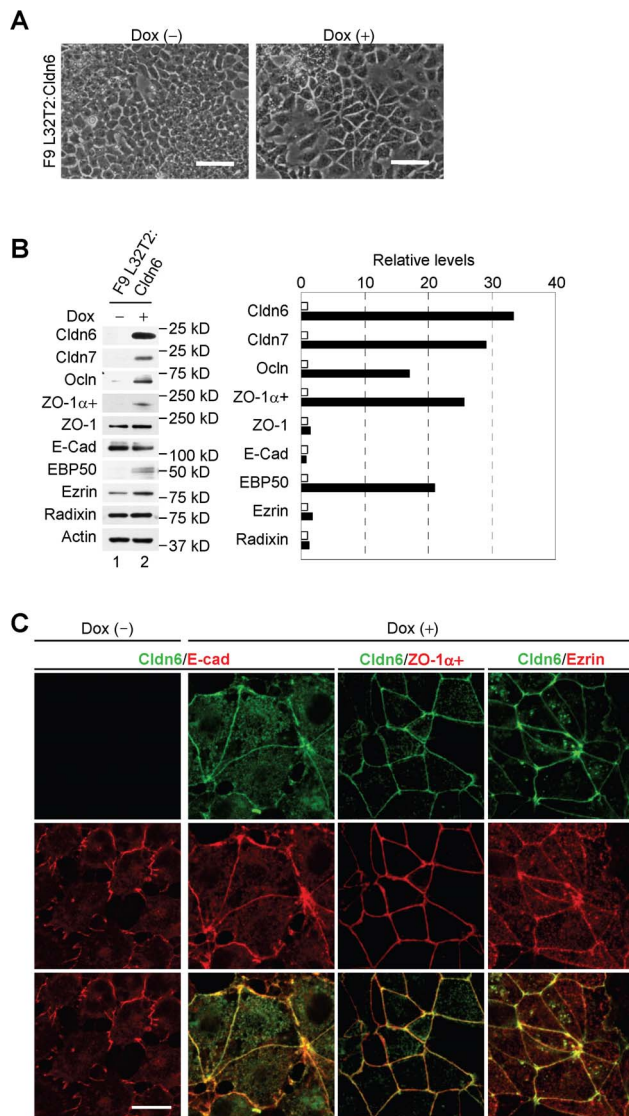 A
Dox (−)
Dox (+)
F9 L32T2:Cldn6
B
F9 L32T2:
Cldn6
Dox − +
Cldn6
Cldn7
Ocln
ZO-1α+
ZO-1
E-Cad
EBP50
Ezrin
Radixin
Actin
25 kD
25 kD
75 kD
250 kD
250 kD
100 kD
50 kD
75 kD
75 kD
37 kD
1 2
Relative levels
0 10 20 30 40
Cldn6
Cldn7
Ocln
ZO-1α+
ZO-1
E-Cad
EBP50
Ezrin
Radixin
C
Dox (−) Dox (+)
Cldn6/E-cad Cldn6/ZO-1α+ Cldn6/Ezrin